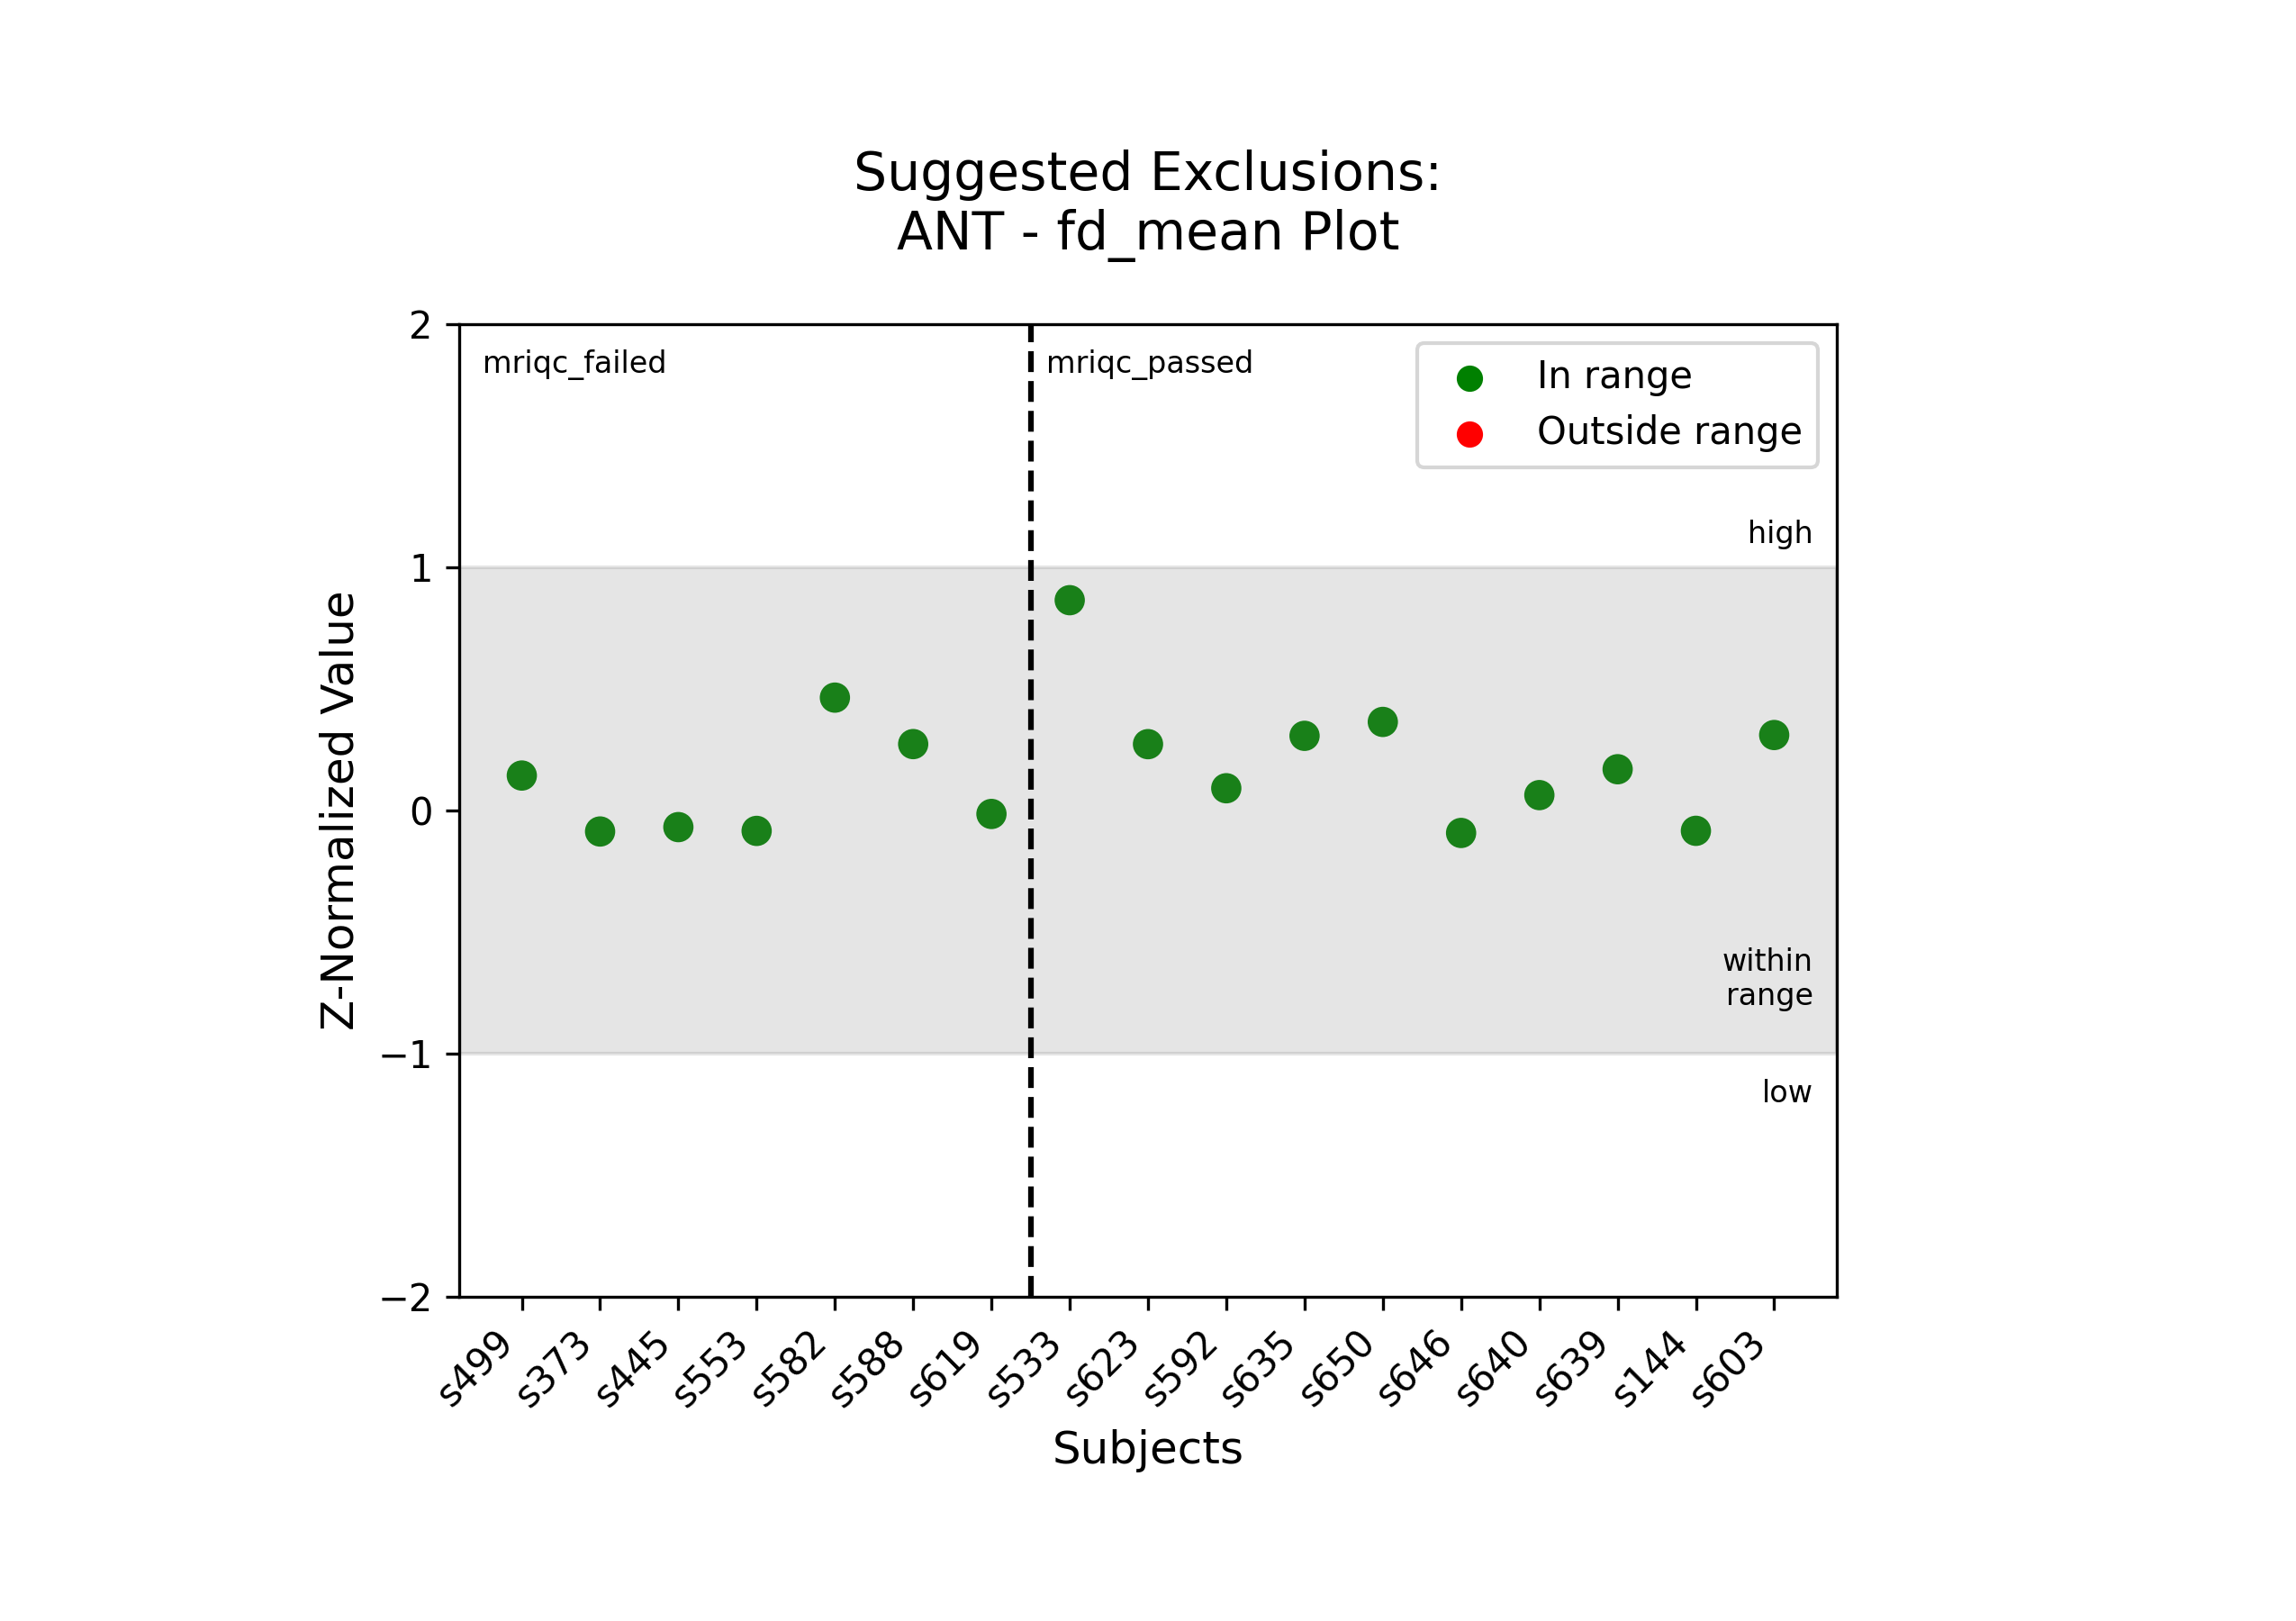 Suggested Exclusions:
ANT - fd_mean Plot
mriqc_failed
mriqc_passed
In range
Outside range
high
within
range
low
Z-Normalized Value
2
1
0
−1
−2
s499
s373
s445
s553
s582
s588
s619
s533
s623
s592
s635
s650
s646
s640
s639
s144
s603
Subjects